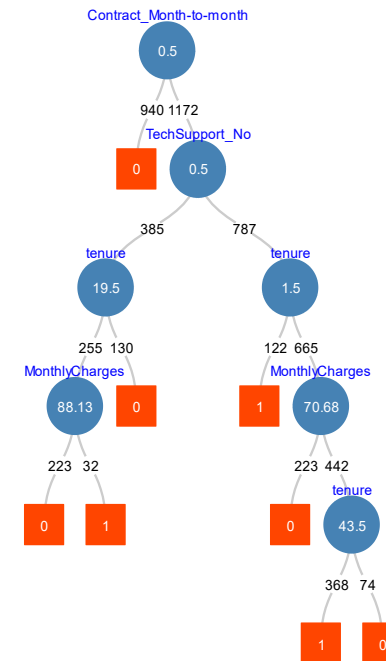 Contract_Month-to-month
0.5
940 1172
TechSupport_No
0 0.5
385 787
tenure tenure
19.5 1.5
255 130 122 665
MonthlyCharges MonthlyCharges
88.13 0 1 70.68
223 32 223 442
tenure
0 1 0 43.5
368 74
1 0